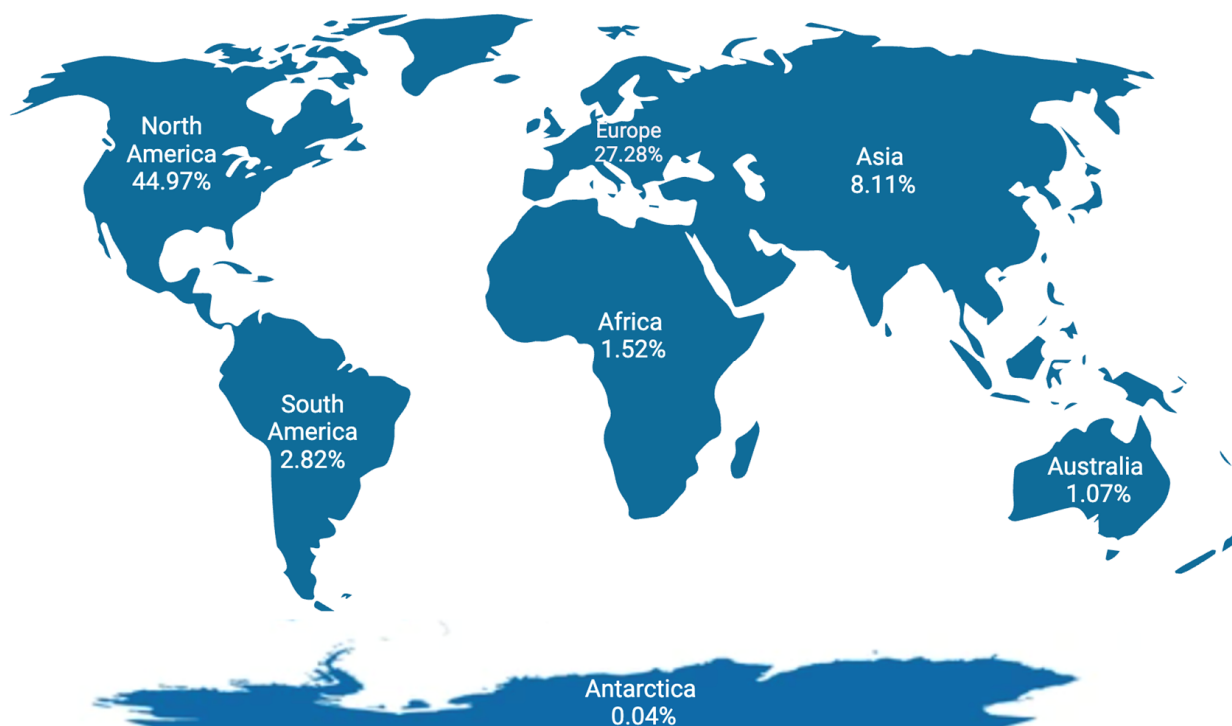 North
America
44.97%
Europe
27.28%
Asia
8.11%
Africa
1.52%
South
America
2.82%
Australia
1.07%
Antarctica
0.04%